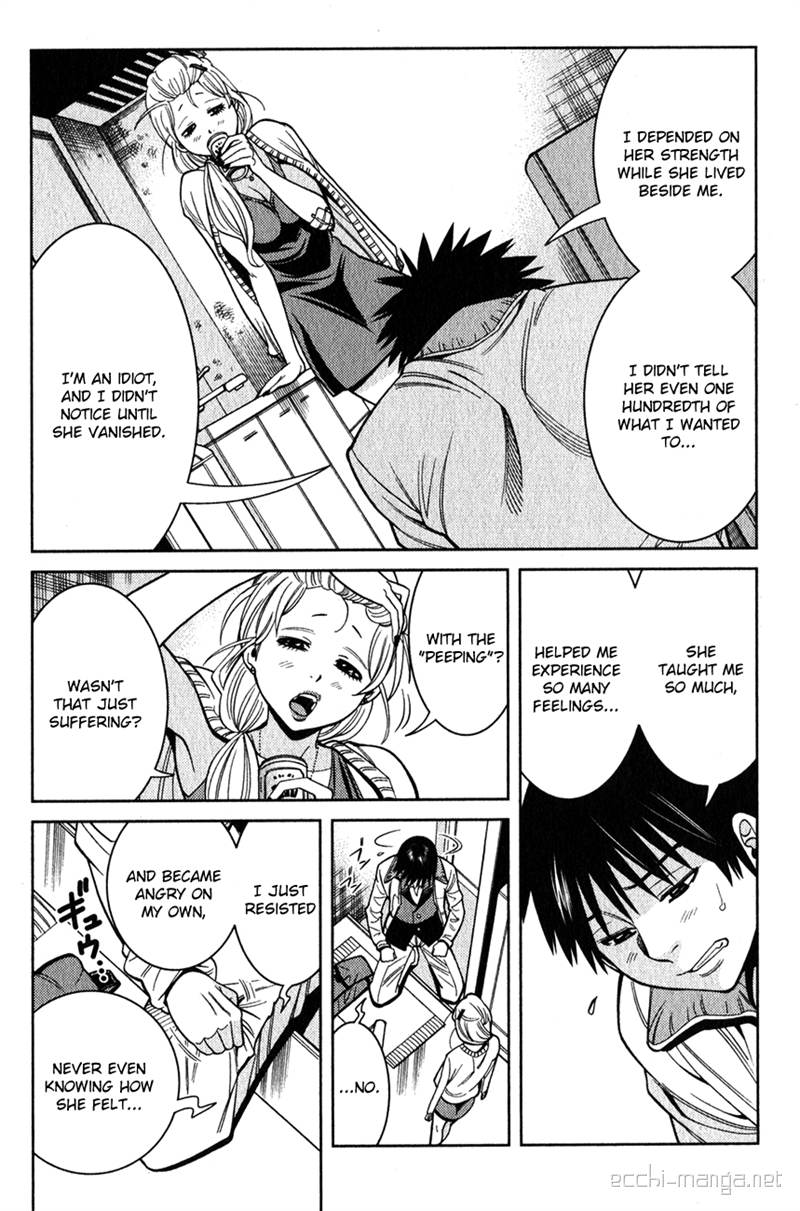 I DEPENDED ON
HER STRENGTH
WHILE SHE LIVED
BESIDE ME.
I DIDN'T TELL
HER EVEN ONE
HUNDREDTH OF
WHAT I WANTED
TO...
I'M AN IDIOT,
AND I DIDN'T
NOTICE UNTIL
SHE VANISHED.
SHE
TAUGHT ME
SO MUCH,
HELPED ME
EXPERIENCE
SO MANY
FEELINGS...
WITH THE
"PEEPING"?
WASN'T
THAT JUST
SUFFERING?
...NO.
I JUST
RESISTED
AND BECAME
ANGRY ON
MY OWN,
ギュウ...
NEVER EVEN
KNOWING HOW
SHE FELT...
ecchi-manga.net